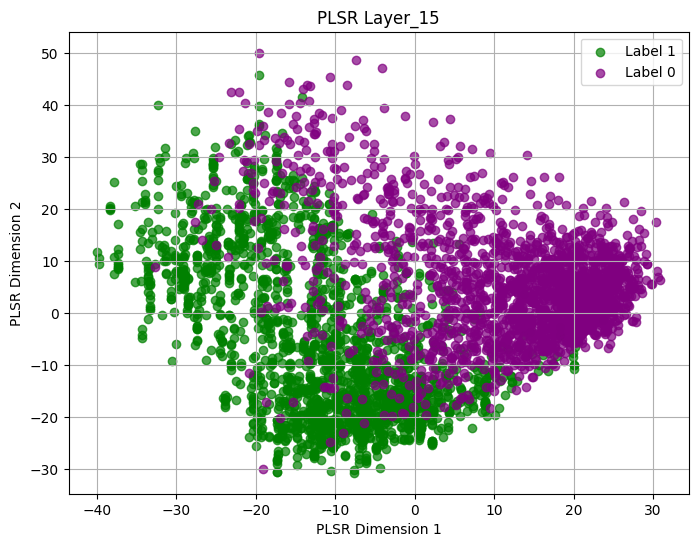 PLSR Layer_15
Label 1
Label 0
PLSR Dimension 2
50
40
30
20
10
0
−10
−20
−30
−40 −30 −20 −10 0 10 20 30
PLSR Dimension 1